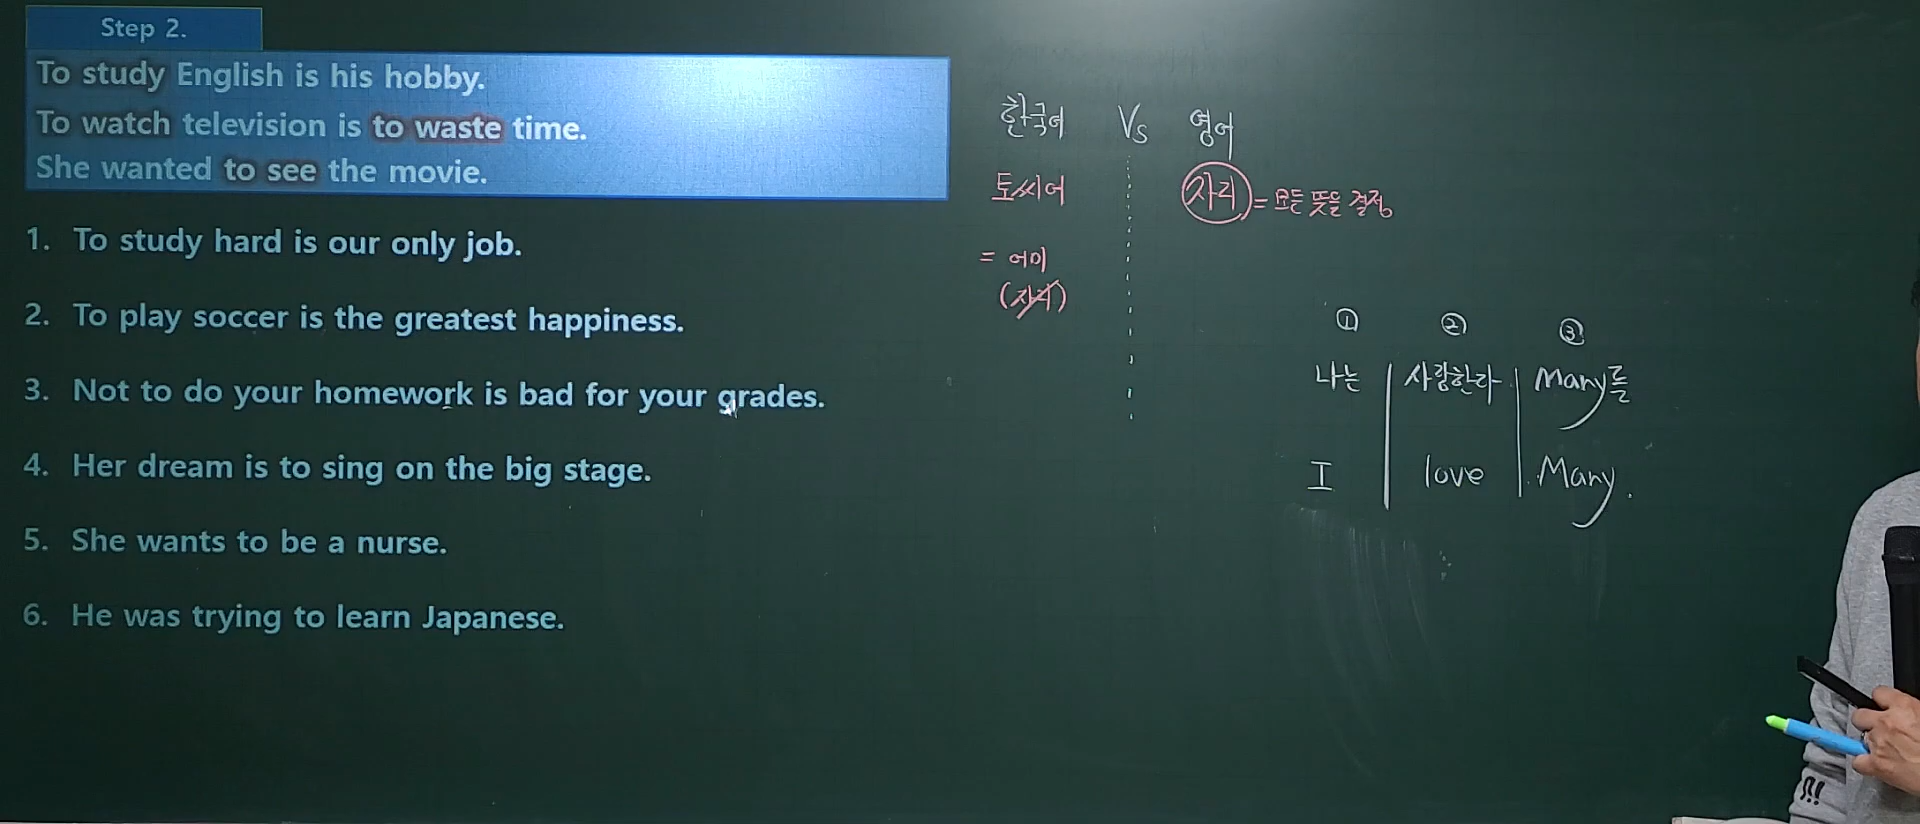 Step 2.
To study English is his hobby.
To watch television is to waste time.
She wanted to see the movie.
1. To study hard is our only job.
2. To play soccer is the greatest happiness.
3. Not to do your homework is bad for your grades.
4. Her dream is to sing on the big stage.
5. She wants to be a nurse.
6. He was trying to learn Japanese.
한국어 Vs 영어
토씨어 자리 = 모든 뜻을 결정
= 어미
(자리)
① ② ③
나는 사랑한다 Many를
I love Many.
!!